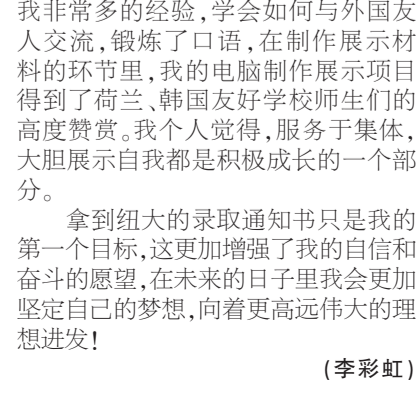 我非常多的经验,学会如何与外国友
人交流,锻炼了口语,在制作展示材
料的环节里,我的电脑制作展示项目
得到了荷兰、韩国友好学校师生们的
高度赞赏。我个人觉得,服务于集体,
大胆展示自我都是积极成长的一个部
分。
拿到纽大的录取通知书只是我的
第一个目标,这更加增强了我的自信和
奋斗的愿望,在未来的日子里我会更加
坚定自己的梦想,向着更高远伟大的理
想进发!
(李彩虹)